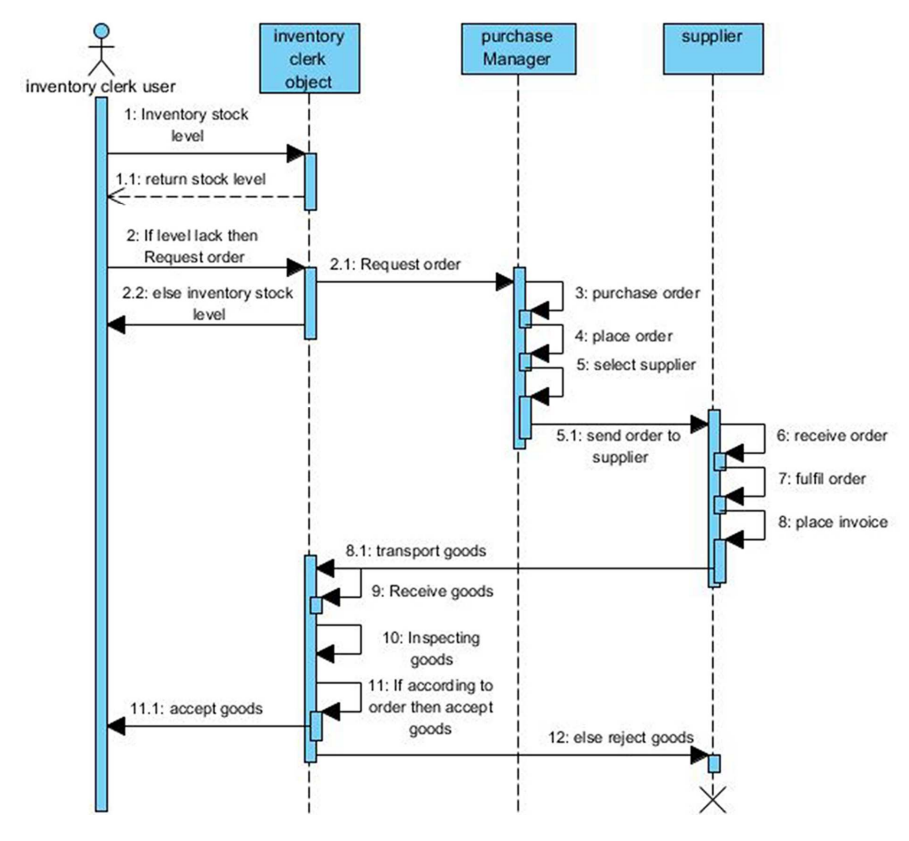 inventory
clerk
object
purchase
Manager
supplier
inventory clerk user
1: Inventory stock
level
1.1: return stock level
2: If level lack then
Request order
2.1: Request order
2.2: else inventory stock
level
3: purchase order
4: place order
5: select supplier
5.1: send order to
supplier
6: receive order
7: fulfil order
8: place invoice
8.1: transport goods
9: Receive goods
10: Inspecting
goods
11: If according to
order then accept
goods
11.1: accept goods
12: else reject goods